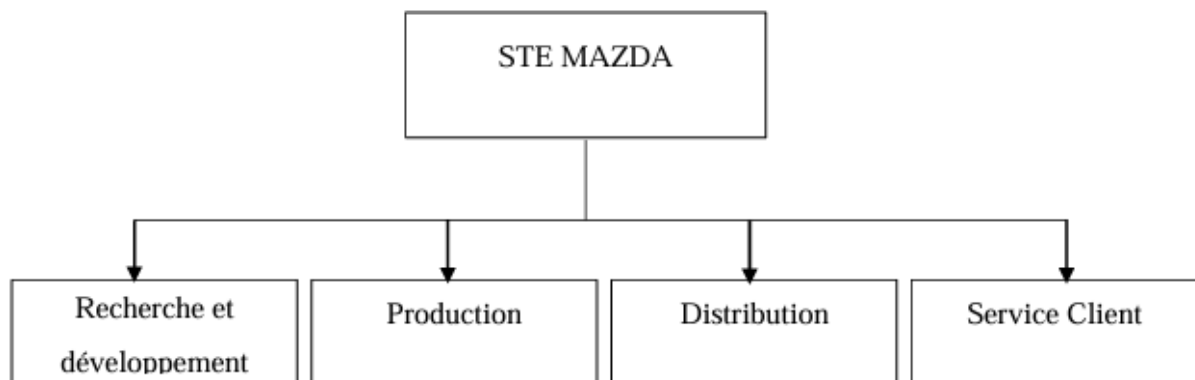 STE MAZDA
Recherche et
développement
Production
Distribution
Service Client